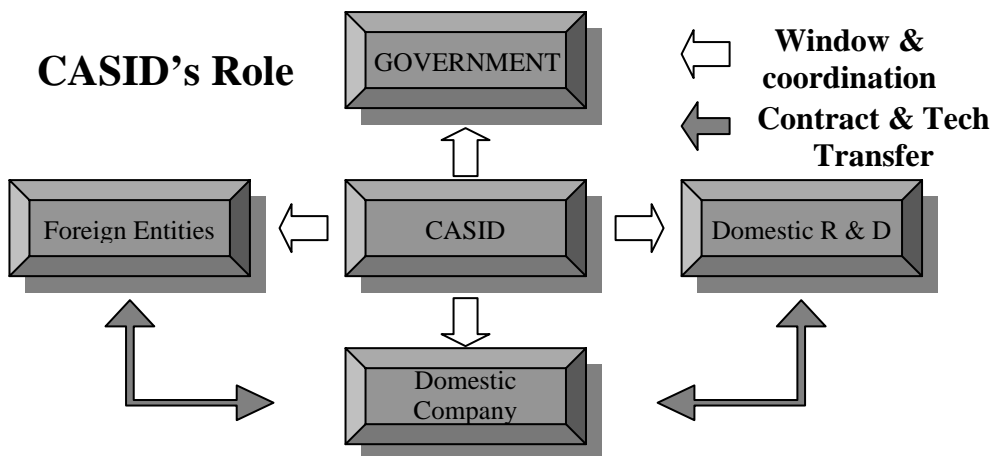 CASID's Role
GOVERNMENT
Window &
coordination
Contract & Tech
Transfer
Foreign Entities
CASID
Domestic R & D
Domestic
Company